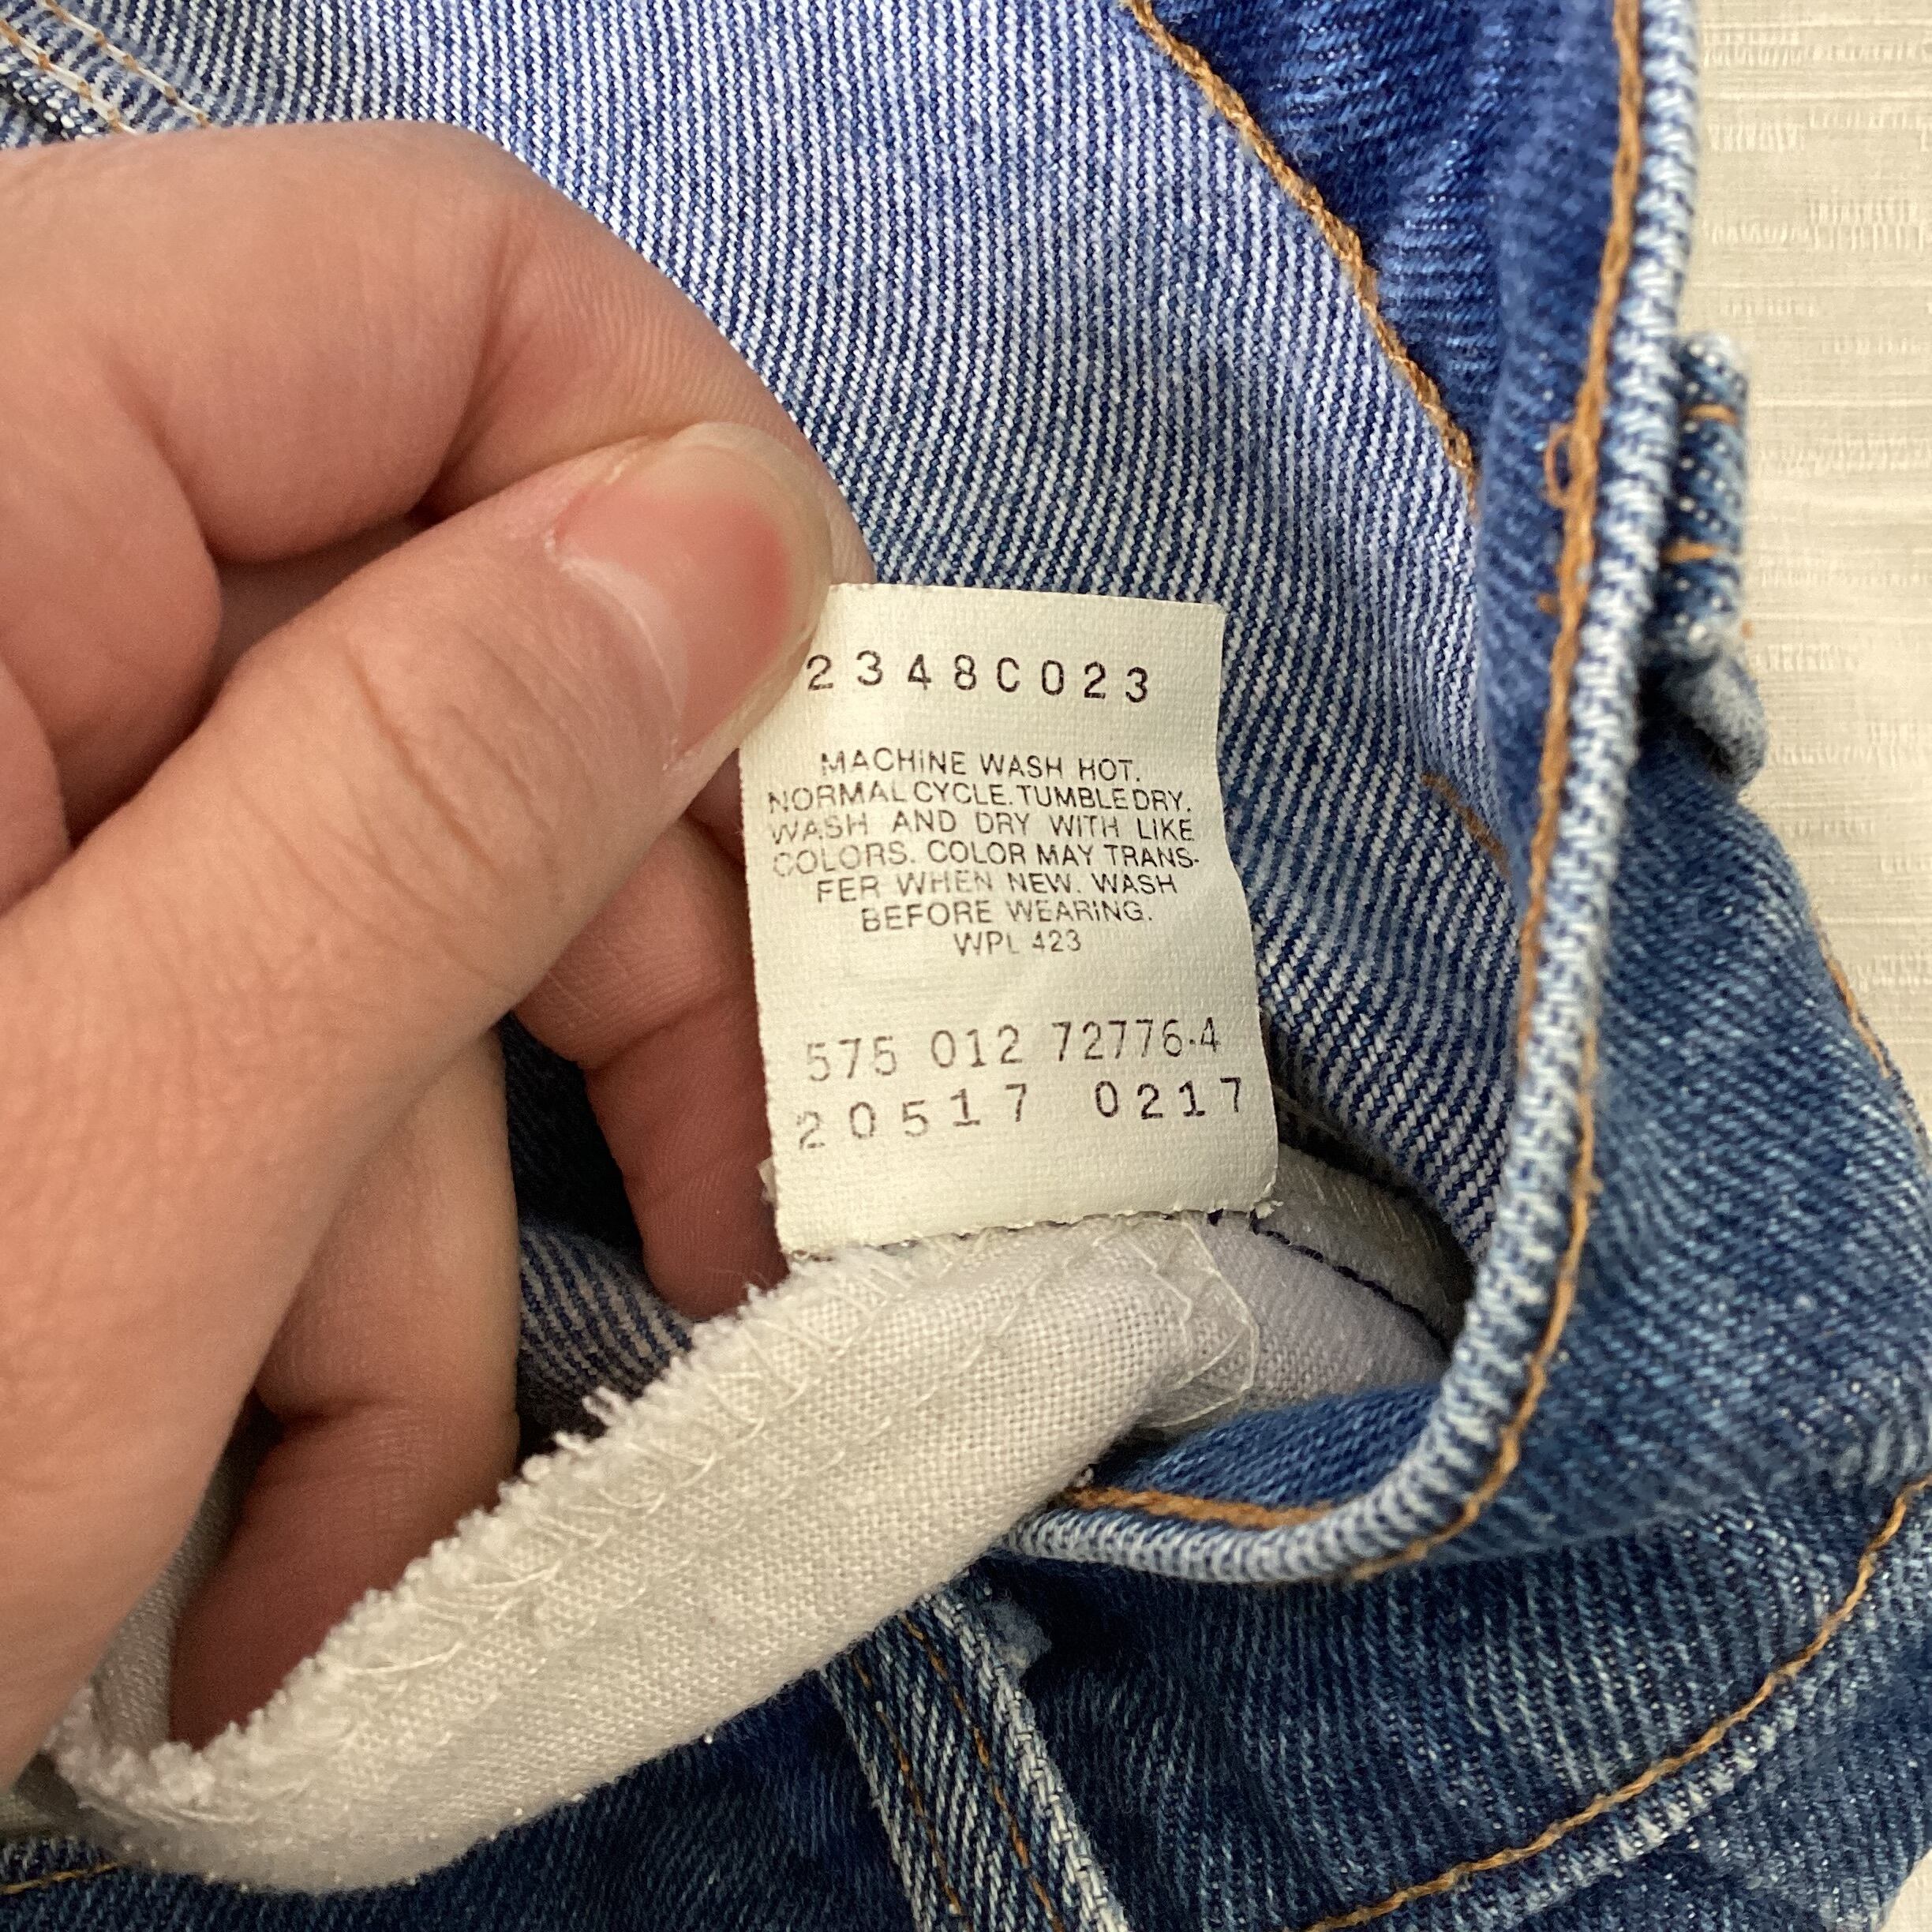 2348C023
MACHINE WASH HOT.
NORMAL CYCLE. TUMBLE DRY.
WASH AND DRY WITH LIKE
COLORS. COLOR MAY TRANS-
FER WHEN NEW. WASH
BEFORE WEARING.
WPL 423
575 012 72776-4
20517 0217